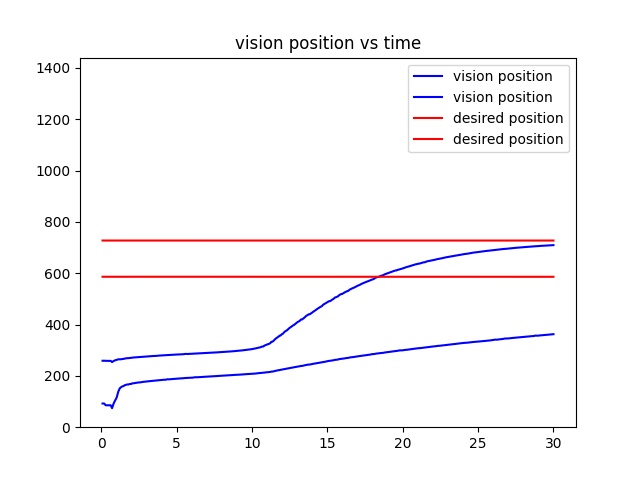 vision position vs time
1400
1200
1000
800
600
400
200
0
vision position
vision position
desired position
desired position
0 5 10 15 20 25 30